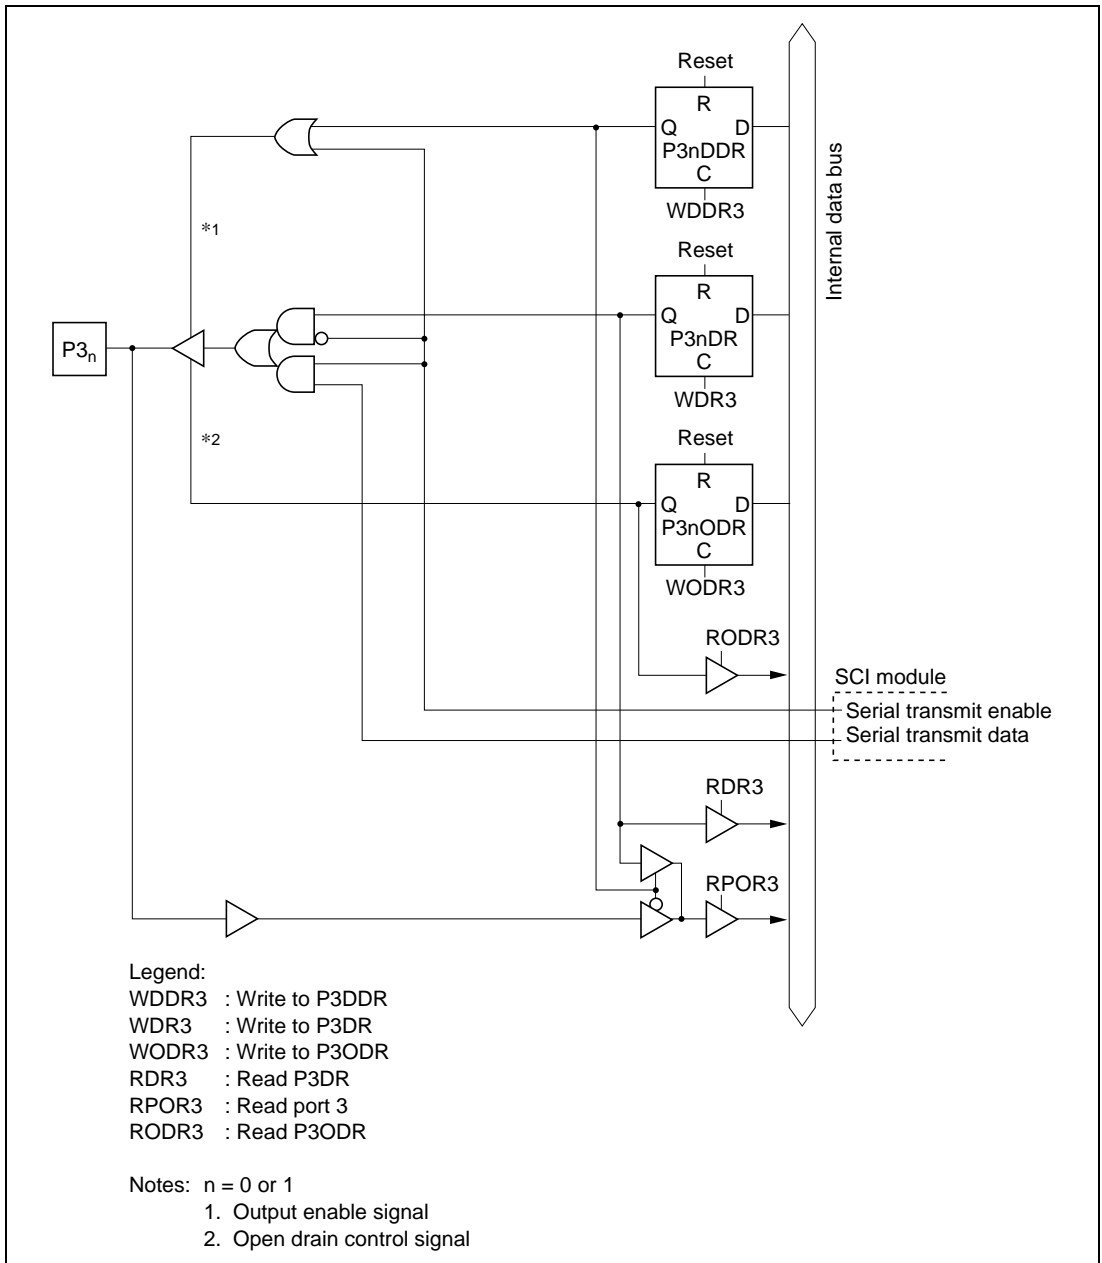 Reset
R
Q D
P3nDDR
C
WDDR3
Internal data bus
*1
Reset
R
Q D
P3nDR
C
WDR3
P3n
*2
Reset
R
Q D
P3nODR
C
WODR3
RODR3
SCI module
Serial transmit enable
Serial transmit data
RDR3
RPOR3
Legend:
WDDR3 : Write to P3DDR
WDR3 : Write to P3DR
WODR3 : Write to P3ODR
RDR3 : Read P3DR
RPOR3 : Read port 3
RODR3 : Read P3ODR
Notes: n = 0 or 1
1. Output enable signal
2. Open drain control signal